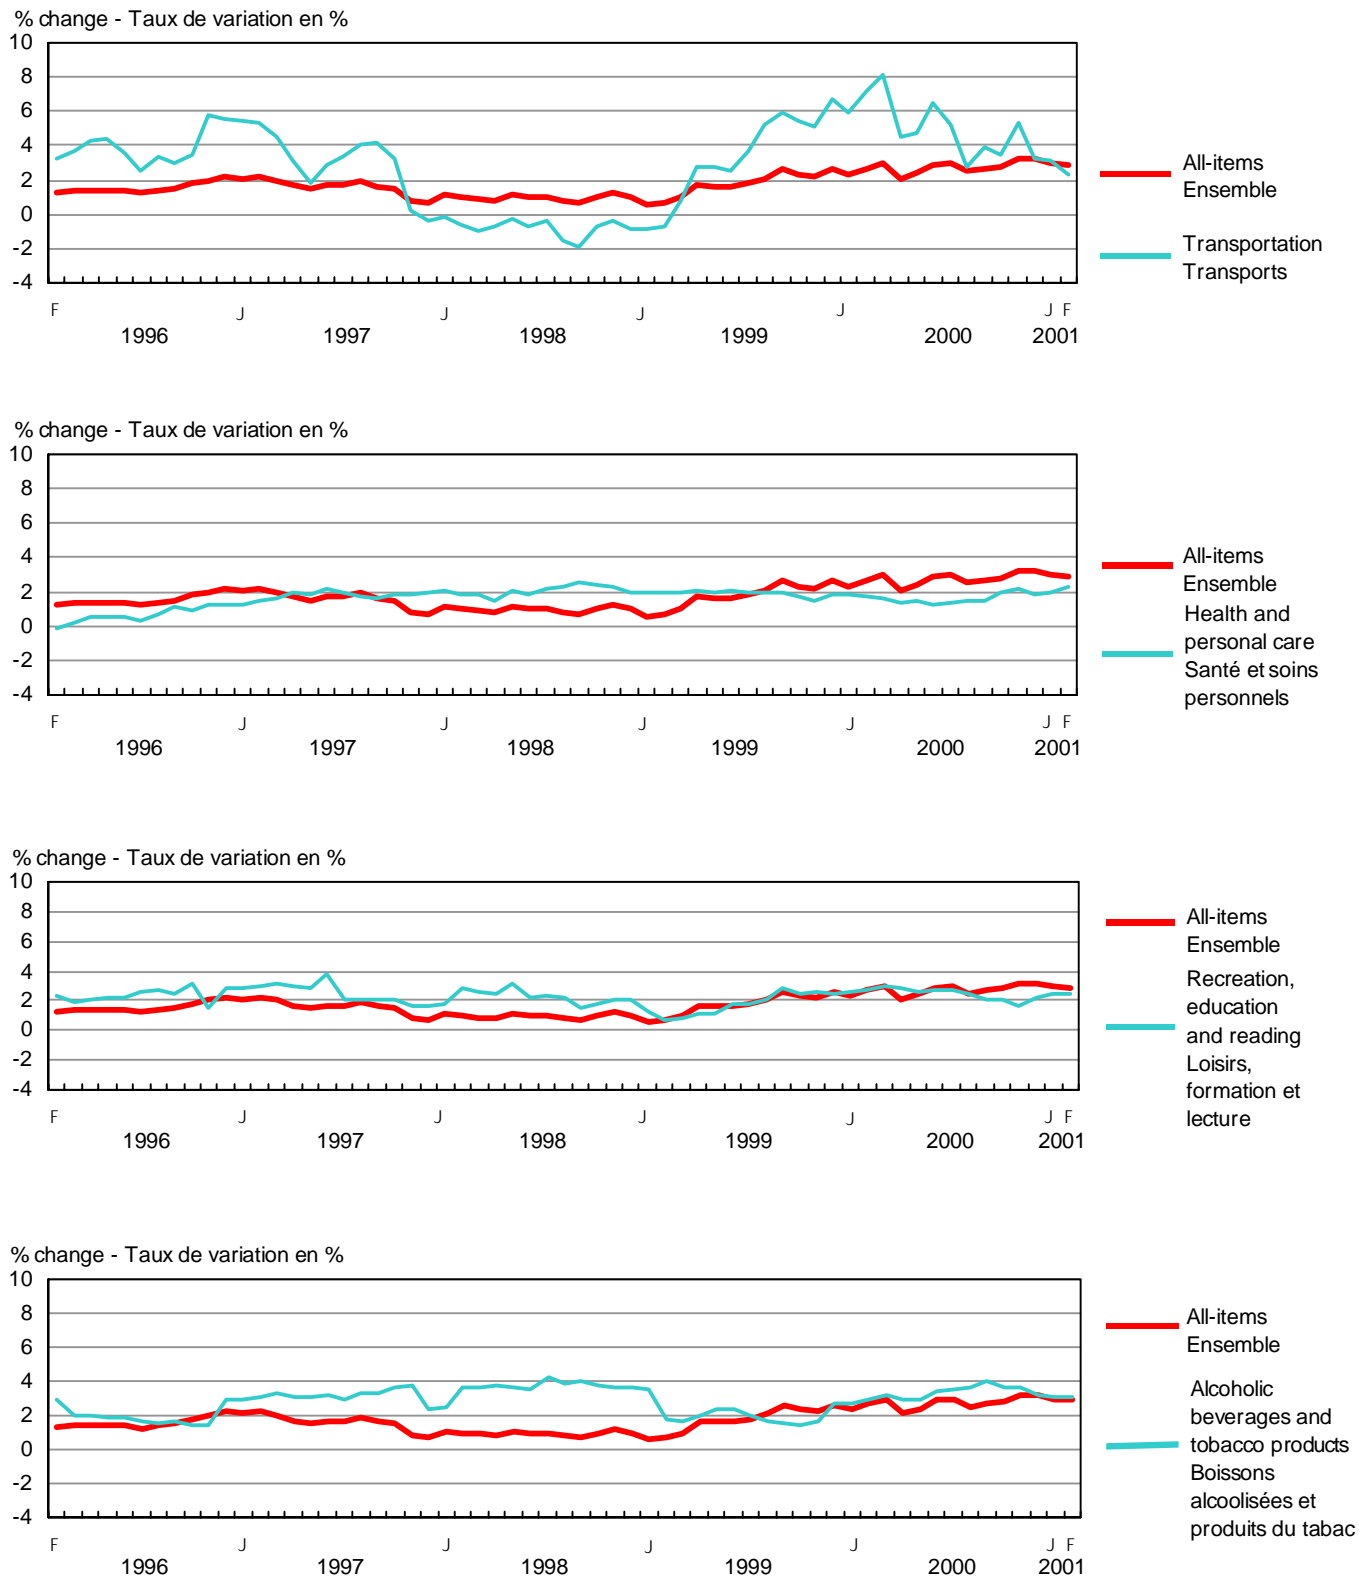 % change - Taux de variation en %
10
8
6
4
2
0
-2
-4
F
J
J
J
J
J
F
1996
1997
1998
1999
2000
2001
All-items
Ensemble
Transportation
Transports
% change - Taux de variation en %
10
8
6
4
2
0
-2
-4
F
J
J
J
J
J
F
1996
1997
1998
1999
2000
2001
All-items
Ensemble
Health and
personal care
Santé et soins
personnels
% change - Taux de variation en %
10
8
6
4
2
0
-2
-4
F
J
J
J
J
J
F
1996
1997
1998
1999
2000
2001
All-items
Ensemble
Recreation,
education
and reading
Loisirs,
formation et
lecture
% change - Taux de variation en %
10
8
6
4
2
0
-2
-4
F
J
J
J
J
J
F
1996
1997
1998
1999
2000
2001
All-items
Ensemble
Alcoholic
beverages and
tobacco products
Boissons
alcoolisées et
produits du tabac